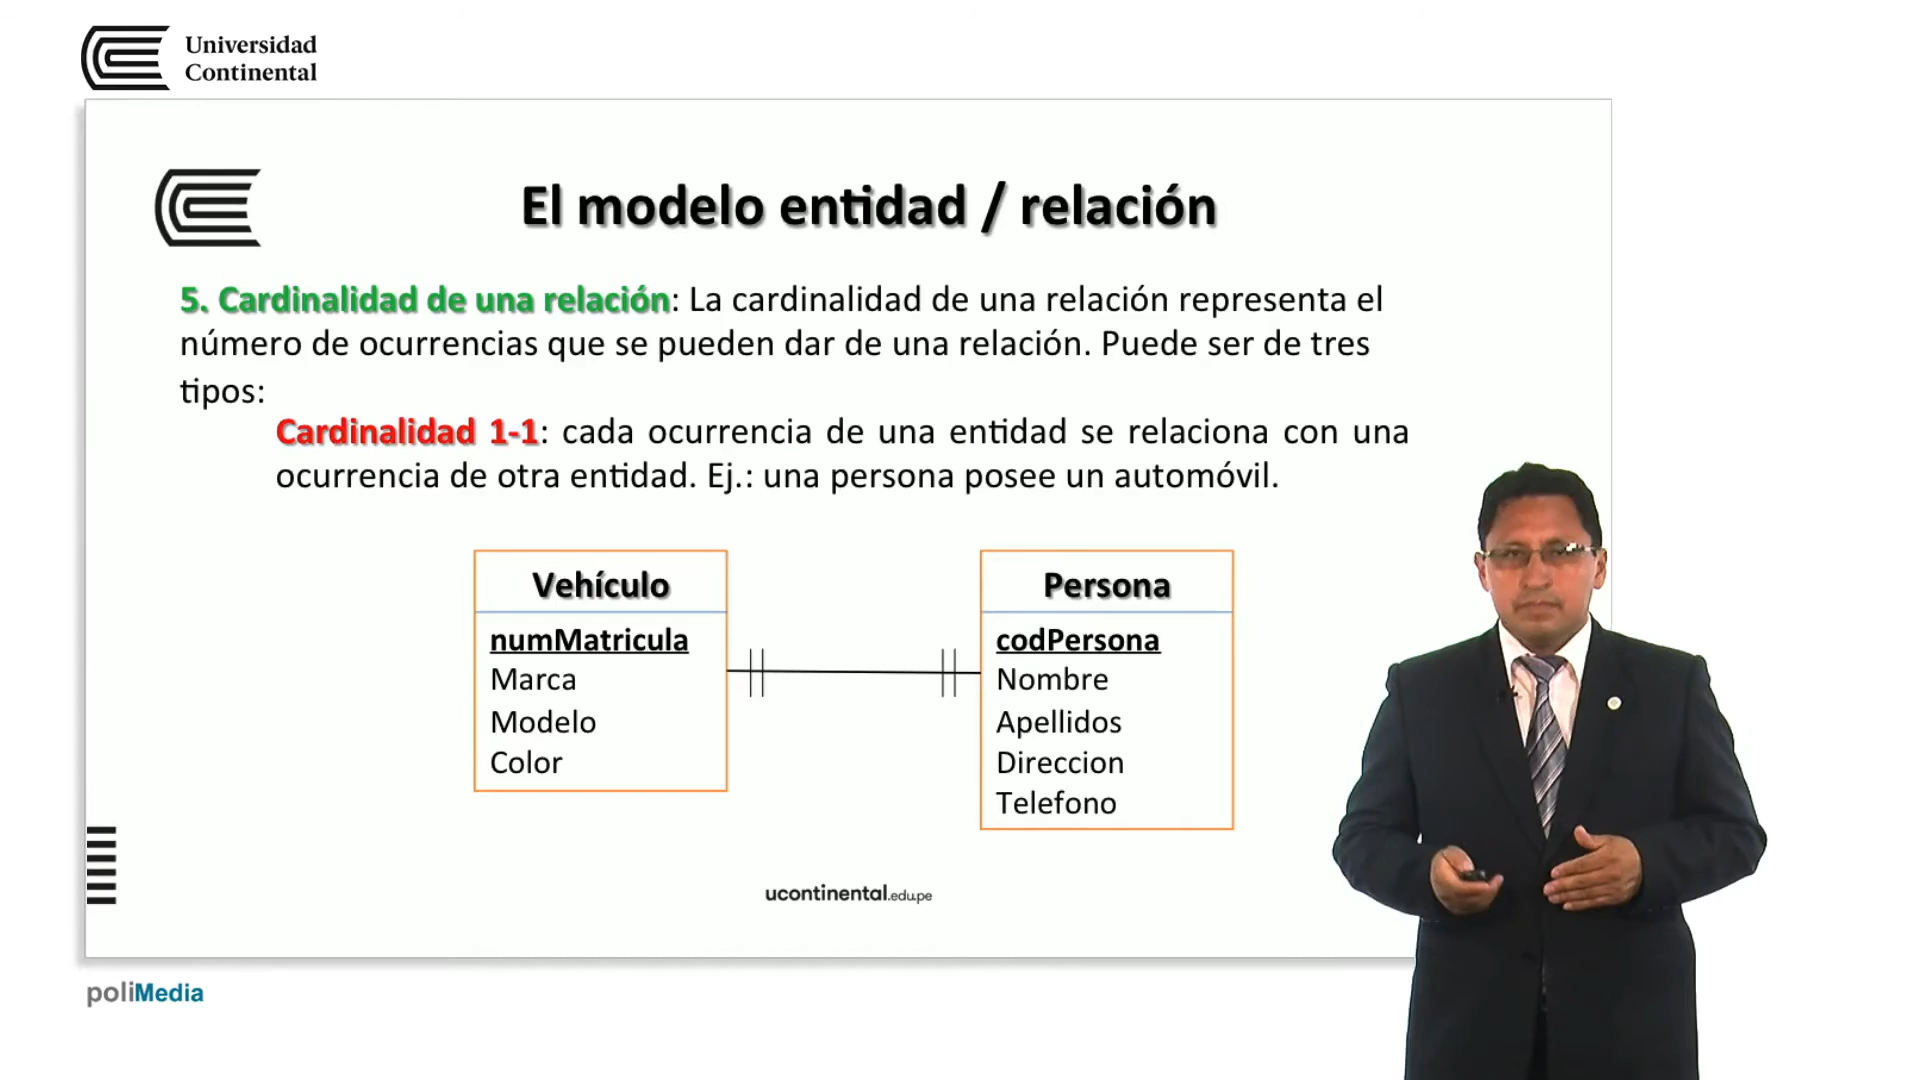 Universidad
Continental
El modelo entidad / relación
5. Cardinalidad de una relación: La cardinalidad de una relación representa el
número de ocurrencias que se pueden dar de una relación. Puede ser de tres
tipos:
Cardinalidad 1-1: cada ocurrencia de una entidad se relaciona con una
ocurrencia de otra entidad. Ej.: una persona posee un automóvil.
Vehículo
numMatricula
Marca
Modelo
Color
Persona
codPersona
Nombre
Apellidos
Direccion
Telefono
ucontinental.edu.pe
poliMedia